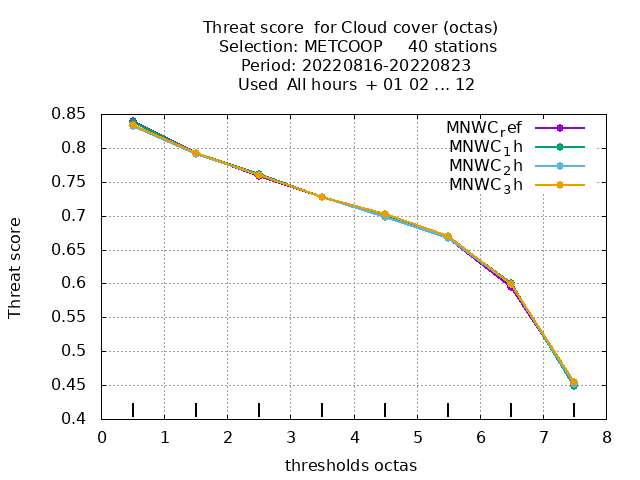 Threat score  for Cloud cover (octas)
Selection: METCOOP     40 stations
Period: 20220816-20220823
Used  All hours  + 01 02 ... 12
MNWC_ref
MNWC_1h
MNWC_2h
MNWC_3h
0.85
0.8
0.75
0.7
0.65
0.6
0.55
0.5
0.45
0.4
Threat score
0 1 2 3 4 5 6 7 8
thresholds octas